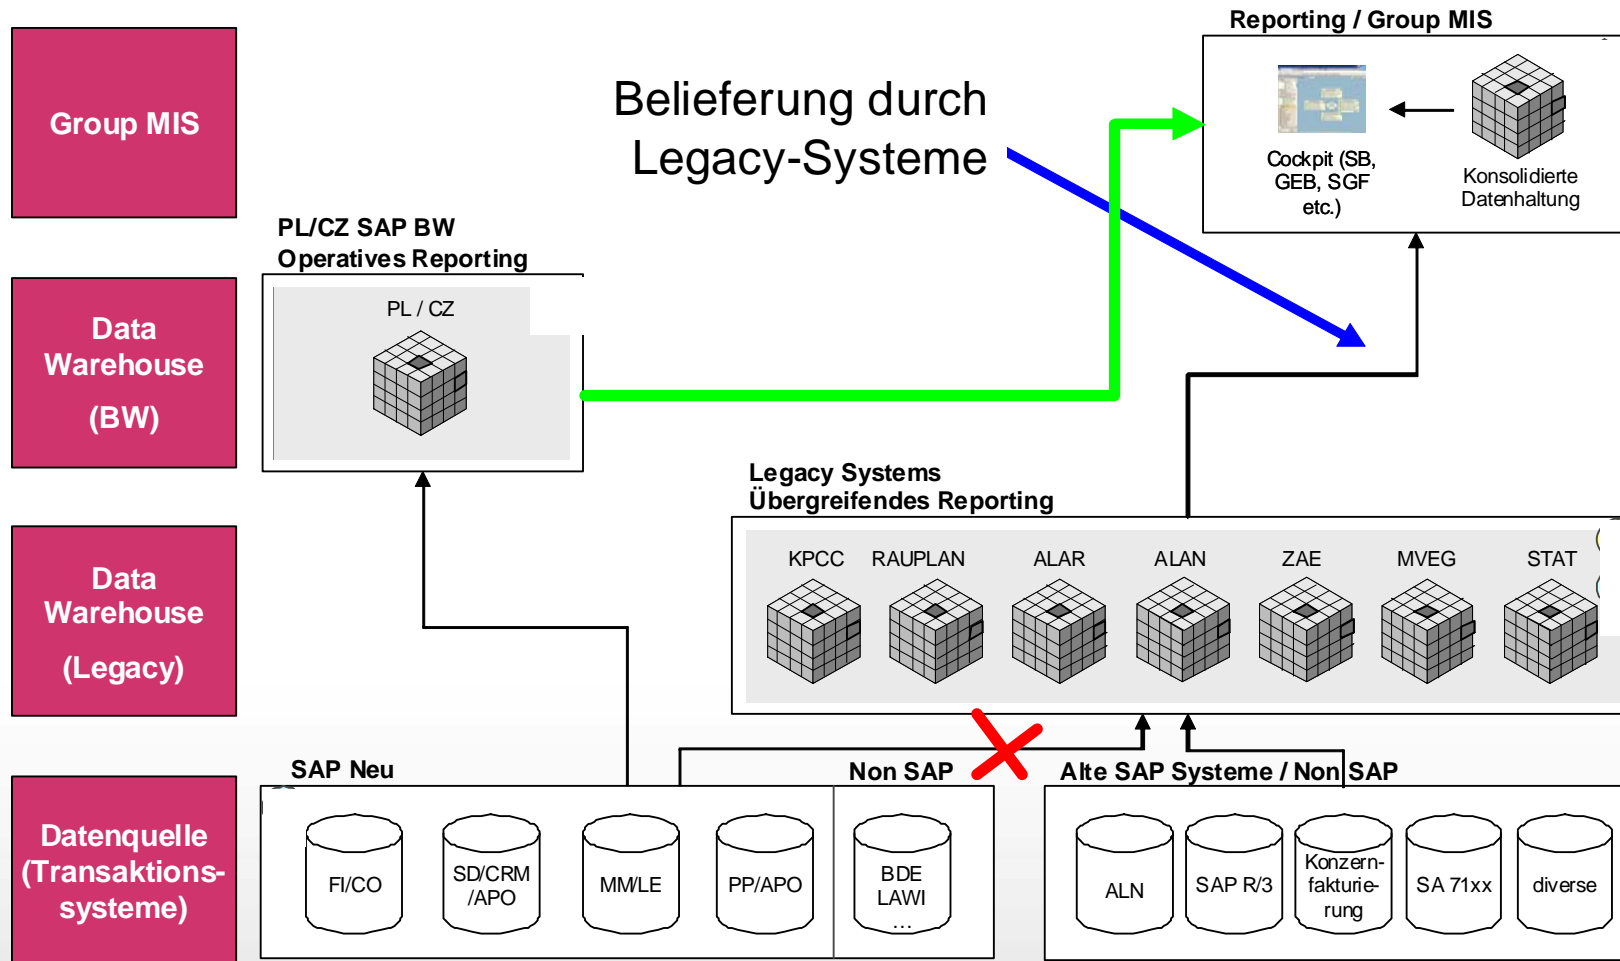 Reporting / Group MIS
Group MIS
Belieferung durch
Legacy-Systeme
Cockpit (SB,
GEB, SGF
etc.)
Konsolidierte
Datenhaltung
PL/CZ SAP BW
Operatives Reporting
Data
Warehouse
(BW)
PL / CZ
Legacy Systems
Übergreifendes Reporting
Data
Warehouse
(Legacy)
KPCC
RAUPLAN
ALAR
ALAN
ZAE
MVEG
STAT
SAP Neu
Non SAP
Alte SAP Systeme / Non SAP
Datenquelle
(Transaktions-
systeme)
FI/CO
SD/CRM
/APO
MM/LE
PP/APO
BDE
LAWI
...
ALN
SAP R/3
Konzern-
fakturie-
rung
SA 71xx
diverse